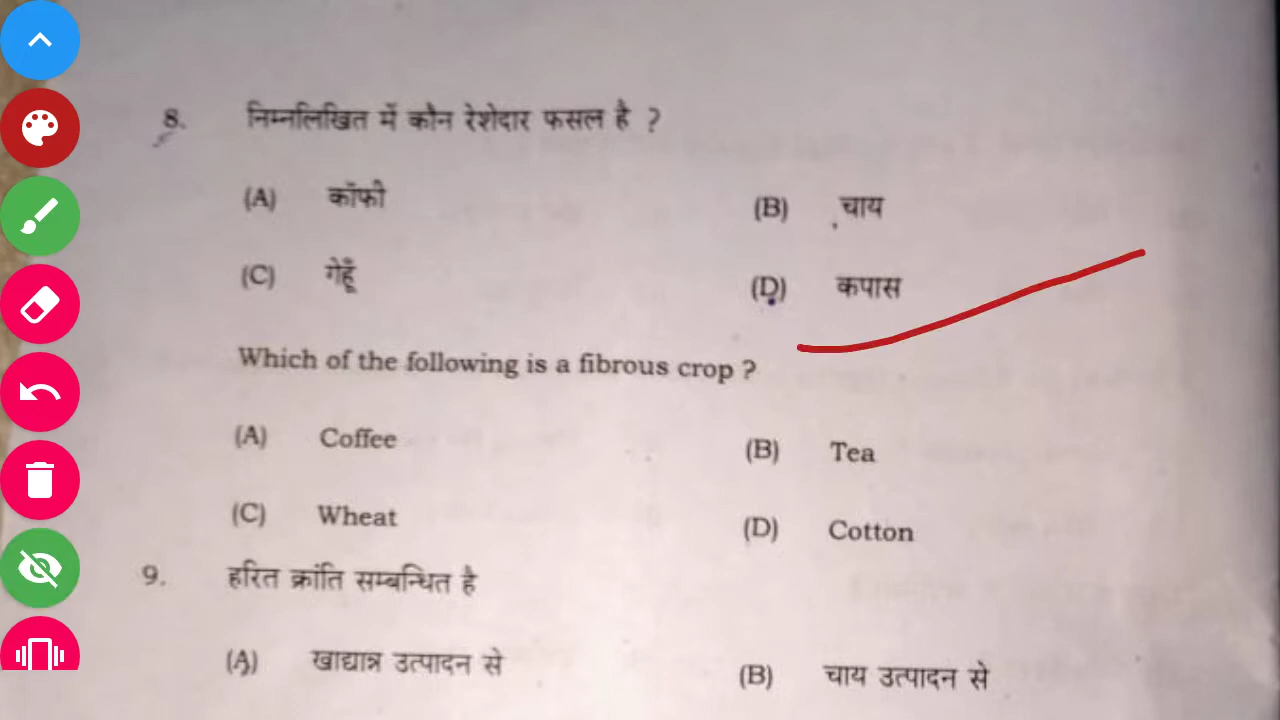 8. निम्नलिखित में कौन रेशेदार फसल है ?
(A) कॉफी (B) चाय
(C) गेहूँ (D) कपास
Which of the following is a fibrous crop ?
(A) Coffee (B) Tea
(C) Wheat (D) Cotton
9. हरित क्रांति सम्बन्धित है
(A) खाद्यान्न उत्पादन से (B) चाय उत्पादन से